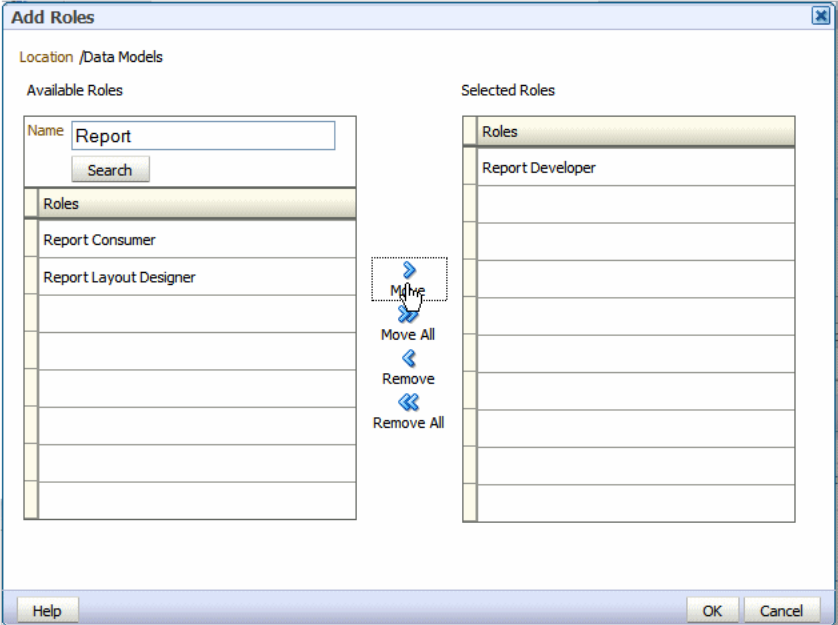 Add Roles
Location /Data Models
Available Roles
Name Report
Search
Roles
Report Consumer
Report Layout Designer
Move
Move All
Remove
Remove All
Selected Roles
Roles
Report Developer
Help
OK
Cancel